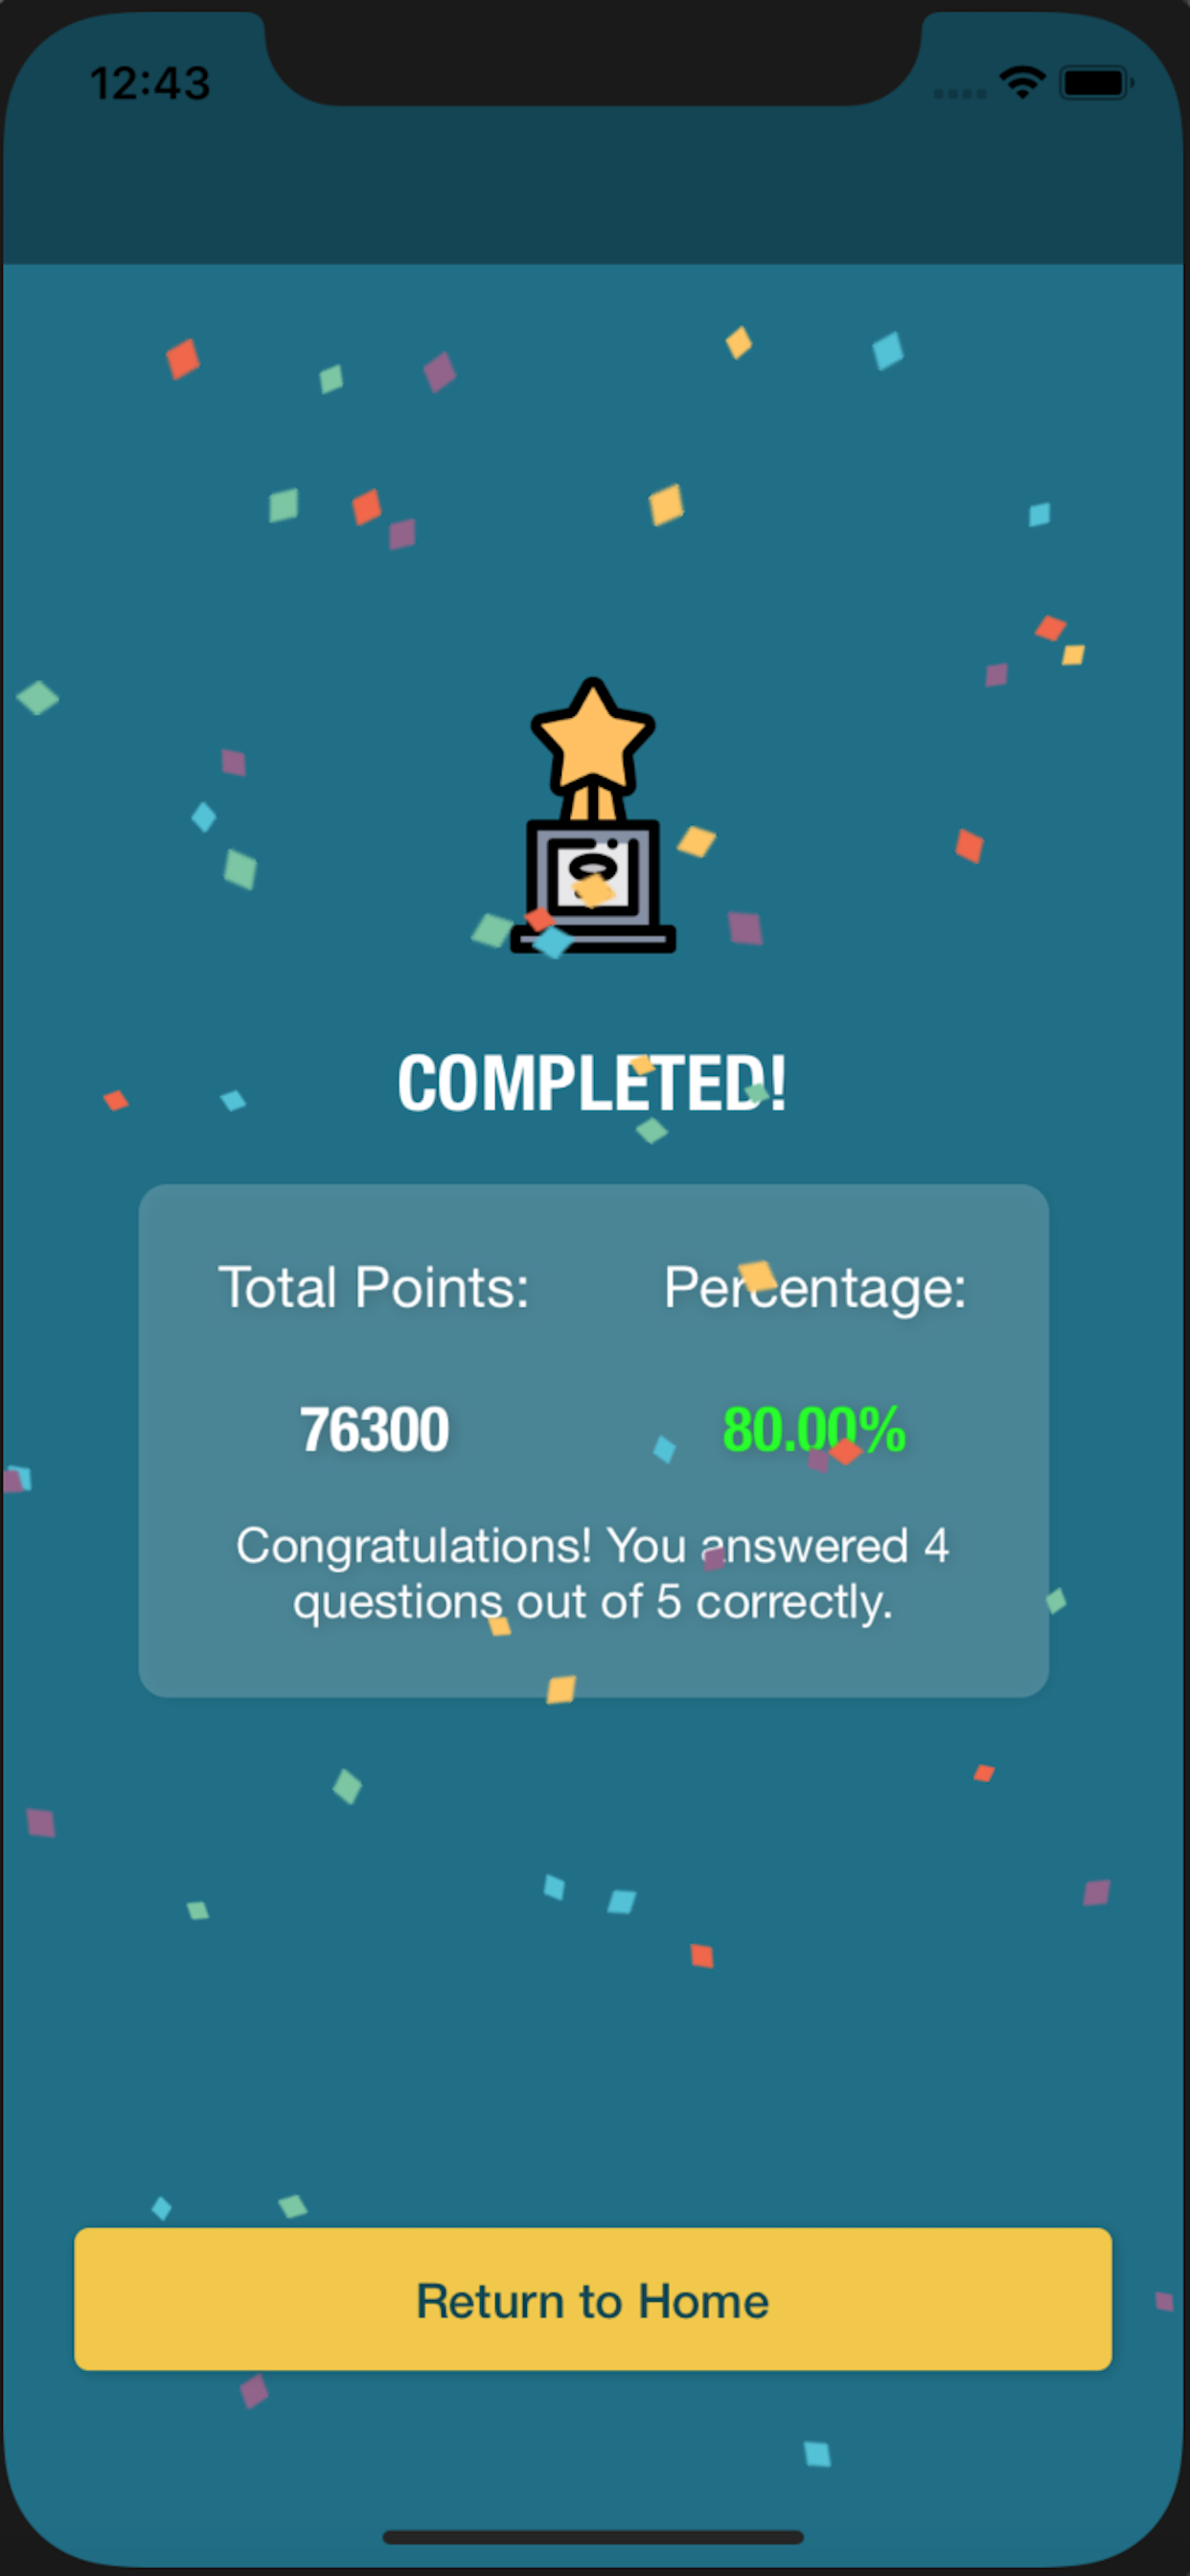 12:43
COMPLETED!
Total Points: Percentage:
76300 80.00%
Congratulations! You answered 4
questions out of 5 correctly.
Return to Home